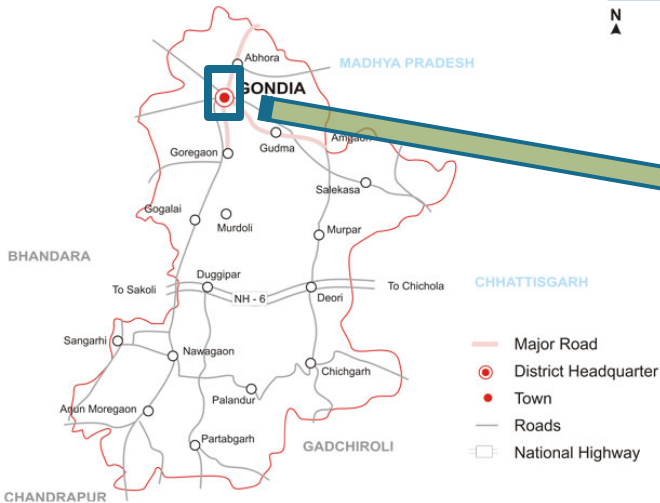 N
Abhora
MADHYA PRADESH
GONDIA
Gudma
Amgaon
Goregaon
Salekasa
Gogalai
Murdoli
Murpar
BHANDARA
Duggipar
To Sakoli
NH - 6
Deori
To Chichola
CHHATTISGARH
Sangarhi
Nawagaon
Major Road
Chichgarh
District Headquarter
Palandur
Town
Arjun Moregaon
Roads
Partabgarh
GADCHIROLI
National Highway
CHANDRAPUR